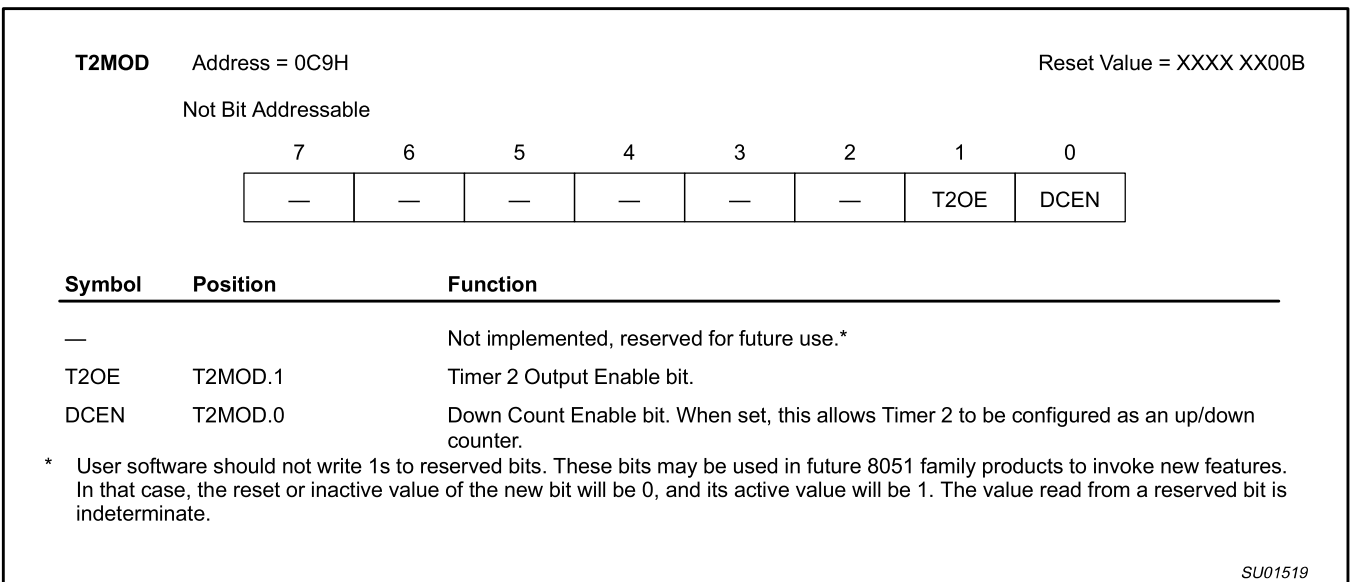 T2MOD Address = 0C9H Reset Value = XXXX XX00B
Not Bit Addressable
7 6 5 4 3 2 1 0
— — — — — — T2OE DCEN
Symbol Position Function
— Not implemented, reserved for future use.*
T2OE T2MOD.1 Timer 2 Output Enable bit.
DCEN T2MOD.0 Down Count Enable bit. When set, this allows Timer 2 to be configured as an up/down
counter.
* User software should not write 1s to reserved bits. These bits may be used in future 8051 family products to invoke new features.
In that case, the reset or inactive value of the new bit will be 0, and its active value will be 1. The value read from a reserved bit is
indeterminate.
SU01519